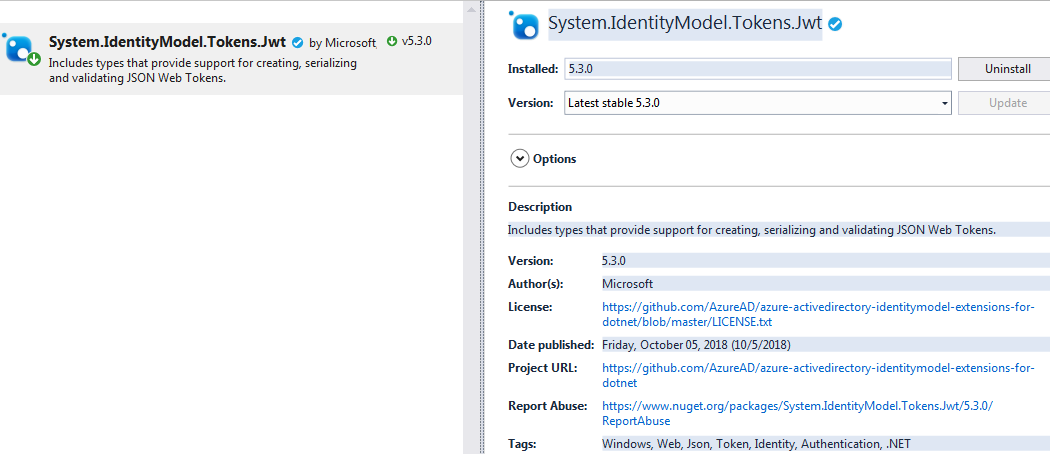 System.IdentityModel.Tokens.Jwt by Microsoft, v5.3.0
Includes types that provide support for creating, serializing
and validating JSON Web Tokens.
System.IdentityModel.Tokens.Jwt
Installed: 5.3.0 Uninstall
Version: Latest stable 5.3.0 Update
Options
Description
Includes types that provide support for creating, serializing and validating JSON Web Tokens.
Version: 5.3.0
Author(s): Microsoft
License: https://github.com/AzureAD/azure-activedirectory-identitymodel-extensions-for-
dotnet/blob/master/LICENSE.txt
Date published: Friday, October 05, 2018 (10/5/2018)
Project URL: https://github.com/AzureAD/azure-activedirectory-identitymodel-extensions-for-
dotnet
Report Abuse: https://www.nuget.org/packages/System.IdentityModel.Tokens.Jwt/5.3.0/
ReportAbuse
Tags: Windows, Web, Json, Token, Identity, Authentication, .NET